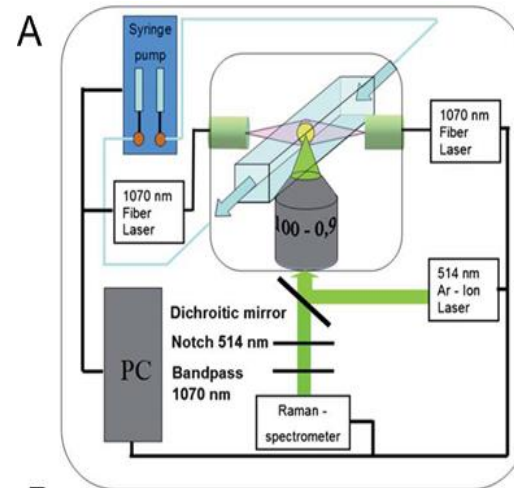 A
Syringe
pump
1070 nm
Fiber
Laser
1070 nm
Fiber
Laser
100 - 0,9
514 nm
Ar - Ion
Laser
Dichroitic mirror
Notch 514 nm
Bandpass
1070 nm
PC
Raman -
spectrometer